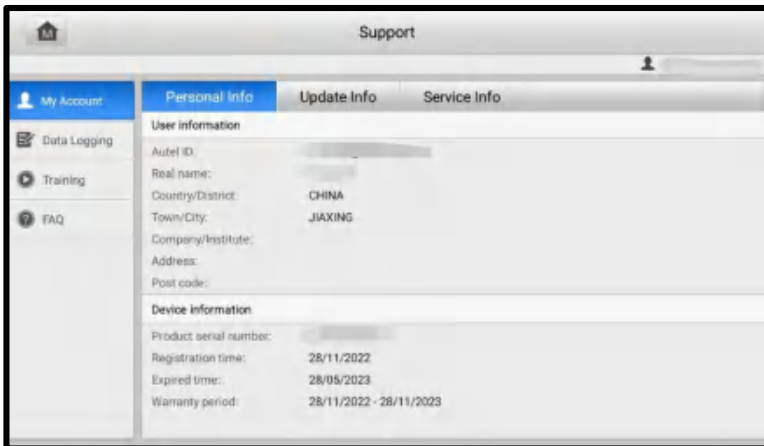 Support
My Account
Data Logging
Training
FAQ
Personal Info Update Info Service Info
User information
Autel ID:
Real name:
Country/District: CHINA
Town/City: JIAXING
Company/Institute:
Address:
Post code:
Device information
Product serial number:
Registration time: 28/11/2022
Expired time: 28/05/2023
Warranty period: 28/11/2022 - 28/11/2023